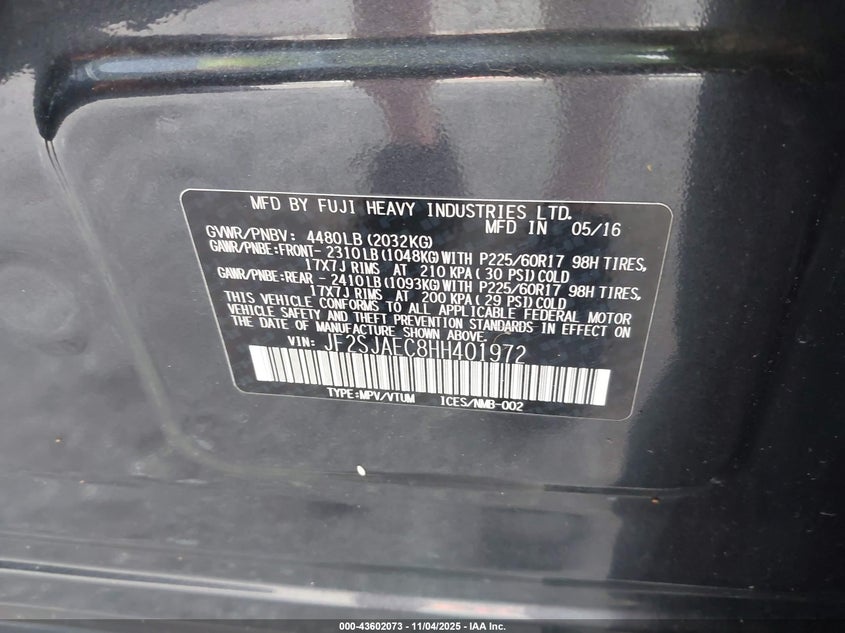 MFD BY FUJI HEAVY INDUSTRIES LTD.
MFD IN 05/16
GVWR/PNBV: 4480LB(2032KG)
GAWR/PNBE:FRONT- 2310LB(1048KG)WITH P225/60R17 98H TIRES,
17X7J RIMS AT 210 KPA(30 PSI)COLD
GAWR/PNBE:REAR - 2410LB(1093KG)WITH P225/60R17 98H TIRES,
17X7J RIMS AT 200 KPA(29 PSI)COLD
THIS VEHICLE CONFORMS TO ALL APPLICABLE FEDERAL MOTOR
VEHICLE SAFETY AND THEFT PREVENTION STANDARDS IN EFFECT ON
THE DATE OF MANUFACTURE SHOWN ABOVE.
VIN: JF2SJAEC8HH401972
TYPE:MPV/VTUM ICES/NMB-002
000-43602073 - 11/04/2025 - IAA Inc.